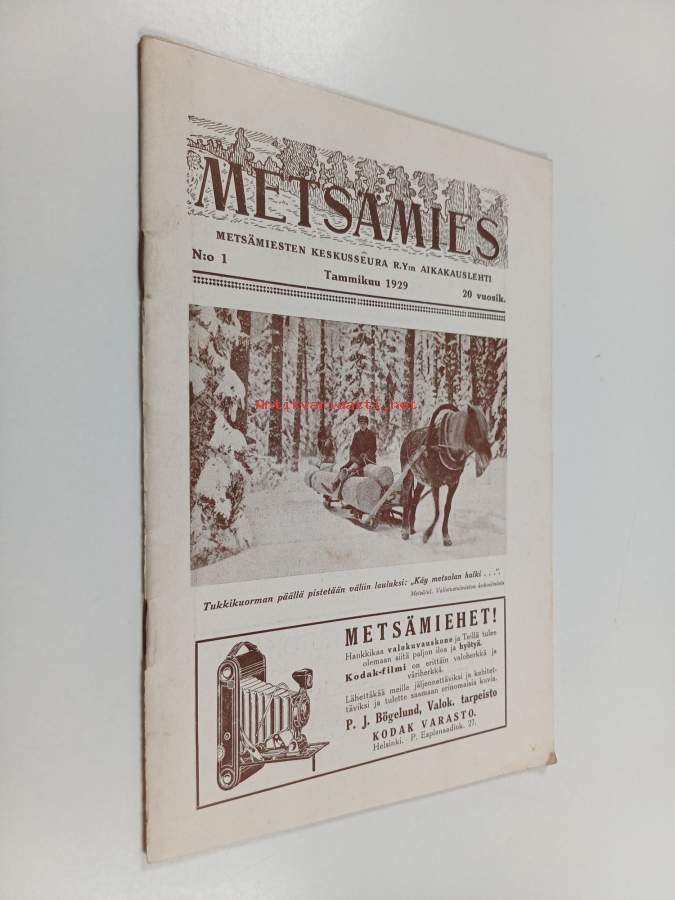 METSÄMIES
METSÄMIESTEN KESKUSSEURA R.Y:n AIKAKAUSLEHTI
N:o 1 Tammikuu 1929 20 vuosik.
Antikvariaatti.net
Tukkikuorman päällä pistetään väliin lauluksi: „Käy metsolan halki . . .".
METSÄMIEHET!
Hankkikaa valokuvauskone ja Teillä tulee
olemaan siitä paljon iloa ja hyötyä.
Kodak-filmi on erittäin valoherkkä ja
väriherkkä.
Lähettäkää meille jäljennettäviksi ja kehitet-
täviksi ja tulette saamaan erinomaisia kuvia.
P. J. Bögelund, Valok. tarpeisto
KODAK VARASTO.
Helsinki. P. Esplanaadink. 27.